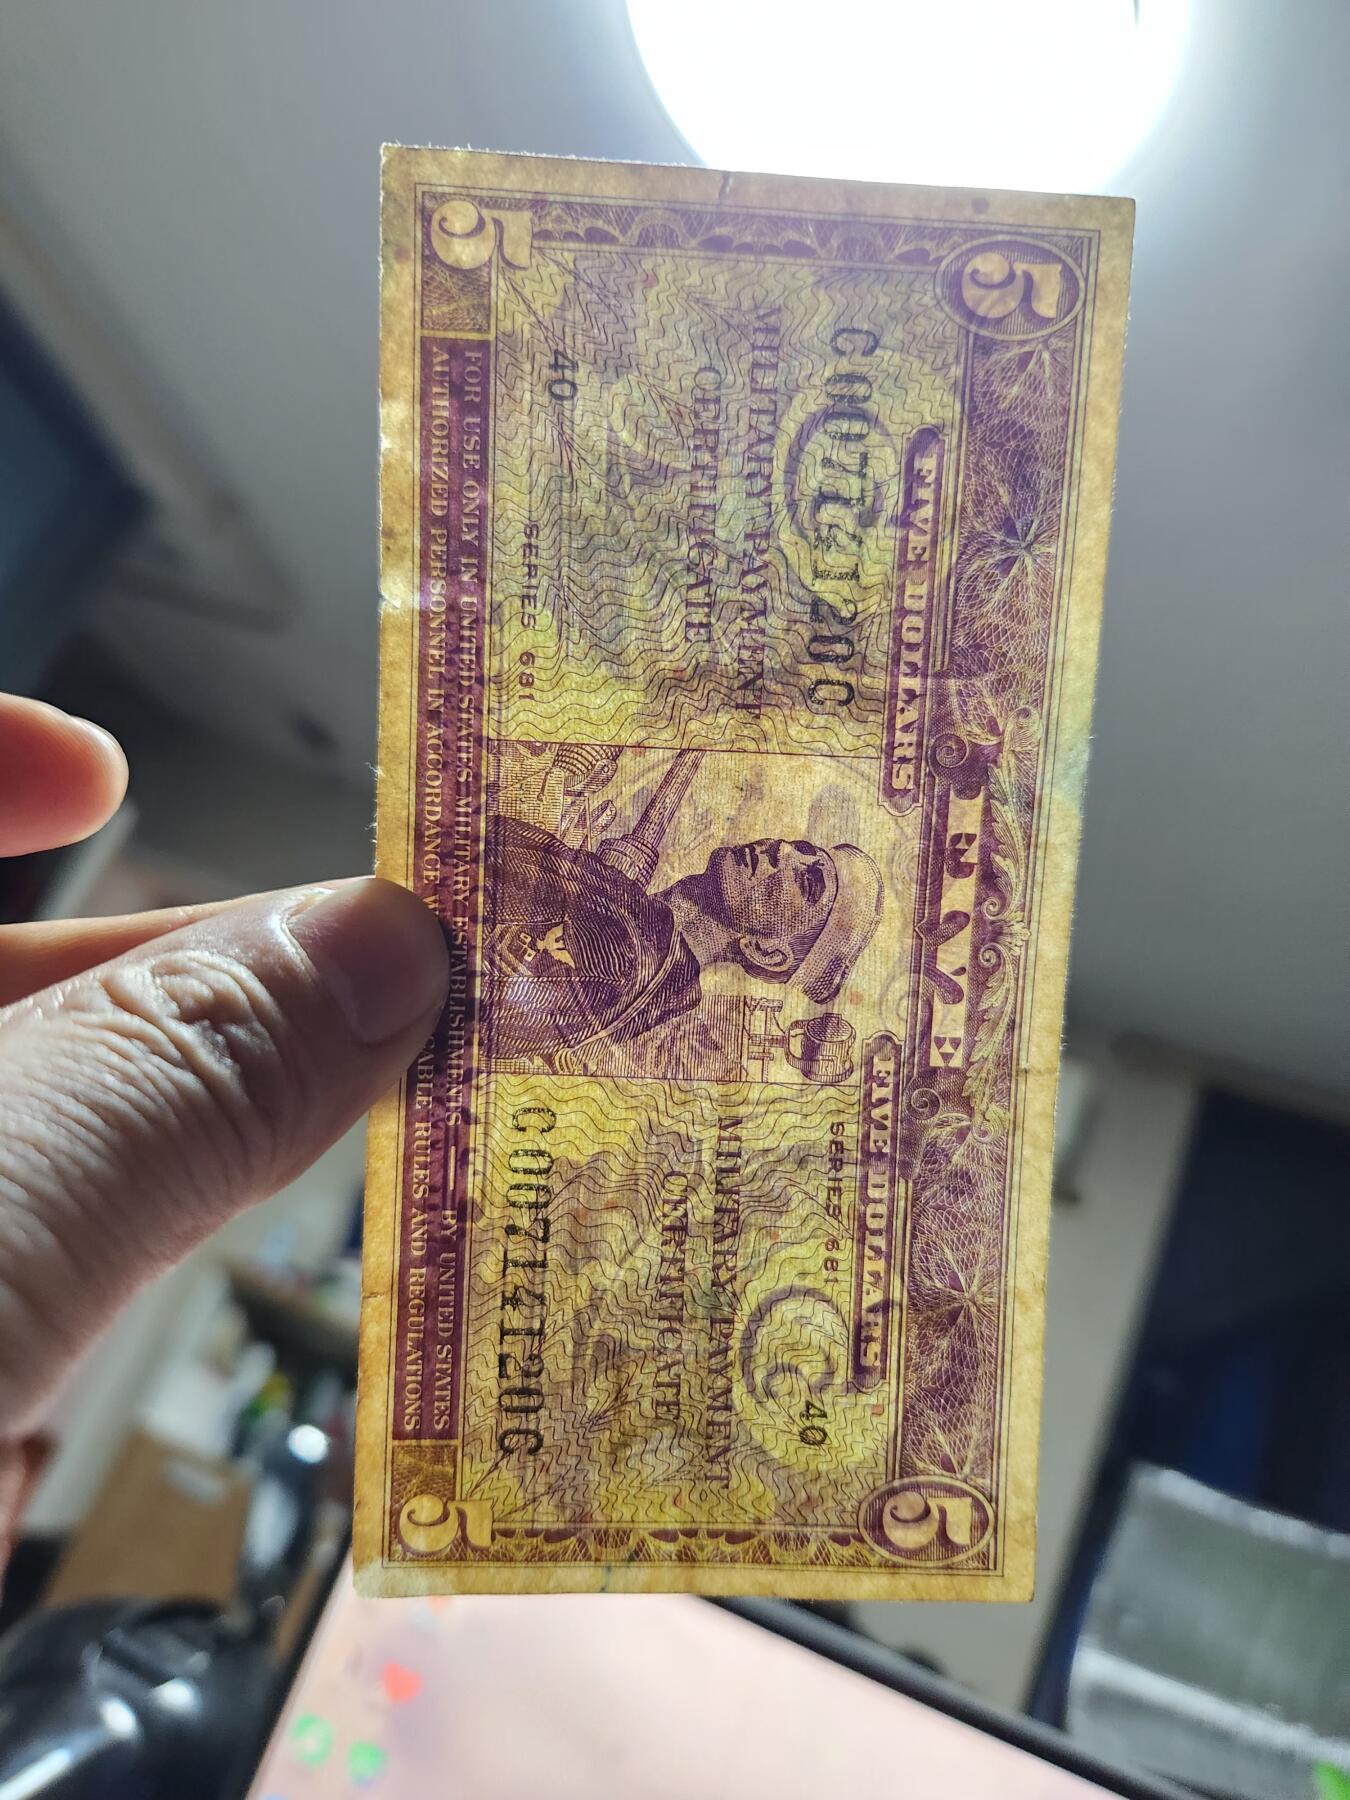 5 FIVE 5
FIVE DOLLARS FIVE DOLLARS
C00714120C SERIES 681
40
MILITARY PAYMENT MILITARY PAYMENT
CERTIFICATE CERTIFICATE
40
SERIES 681 C00714120C
5 5
FOR USE ONLY IN UNITED STATES MILITARY ESTABLISHMENTS — BY UNITED STATES
AUTHORIZED PERSONNEL IN ACCORDANCE RULES AND REGULATIONS